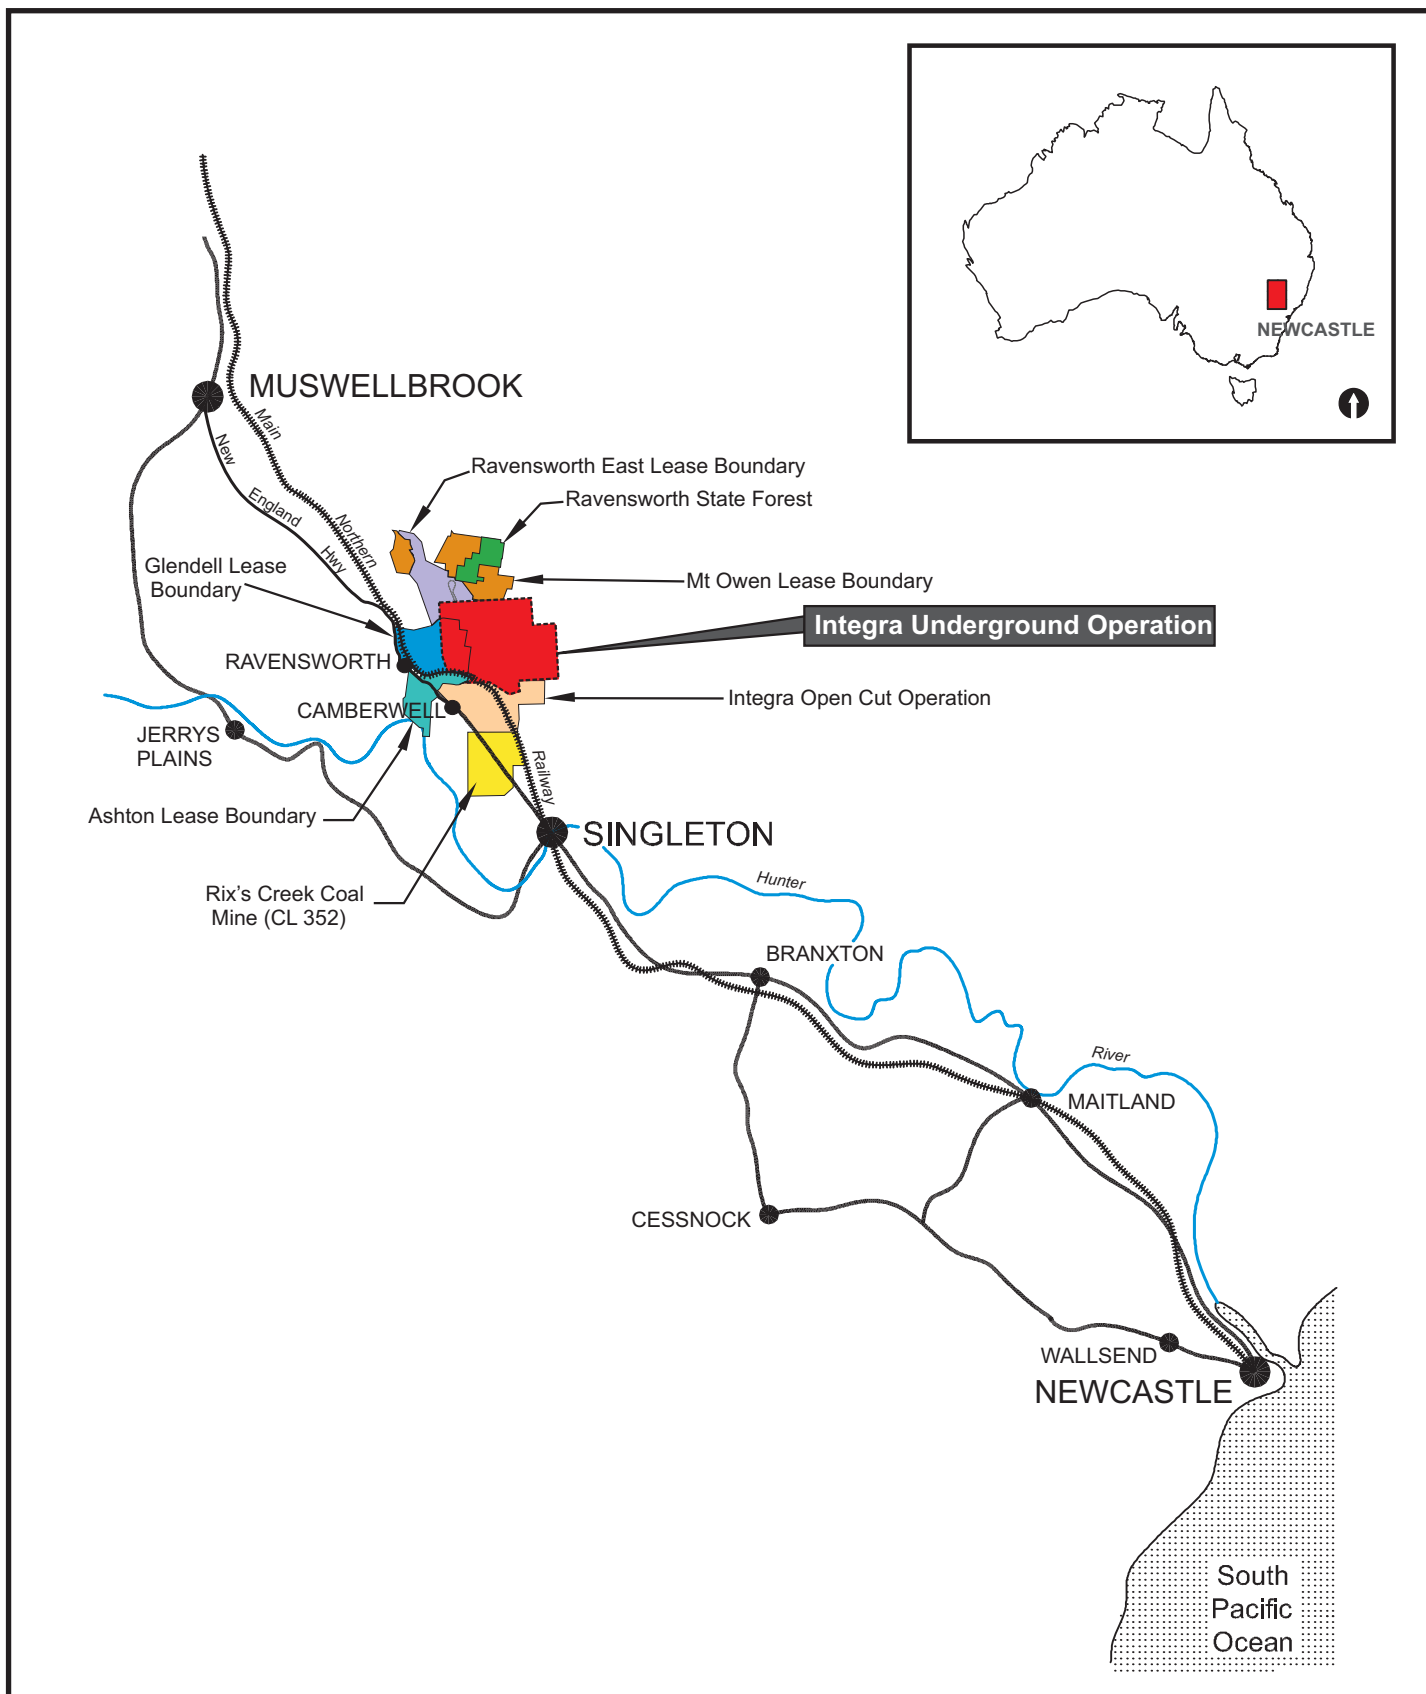 NEWCASTLE
MUSWELLBROOK
Main
New
Ravensworth East Lease Boundary
Ravensworth State Forest
England
Northern
Hwy
Glendell Lease
Boundary
Mt Owen Lease Boundary
Integra Underground Operation
RAVENSWORTH
Integra Open Cut Operation
CAMBERWELL
JERRYS
PLAINS
Railway
Ashton Lease Boundary
SINGLETON
Hunter
Rix's Creek Coal
Mine (CL 352)
BRANXTON
River
MAITLAND
CESSNOCK
WALLSEND
NEWCASTLE
South
Pacific
Ocean